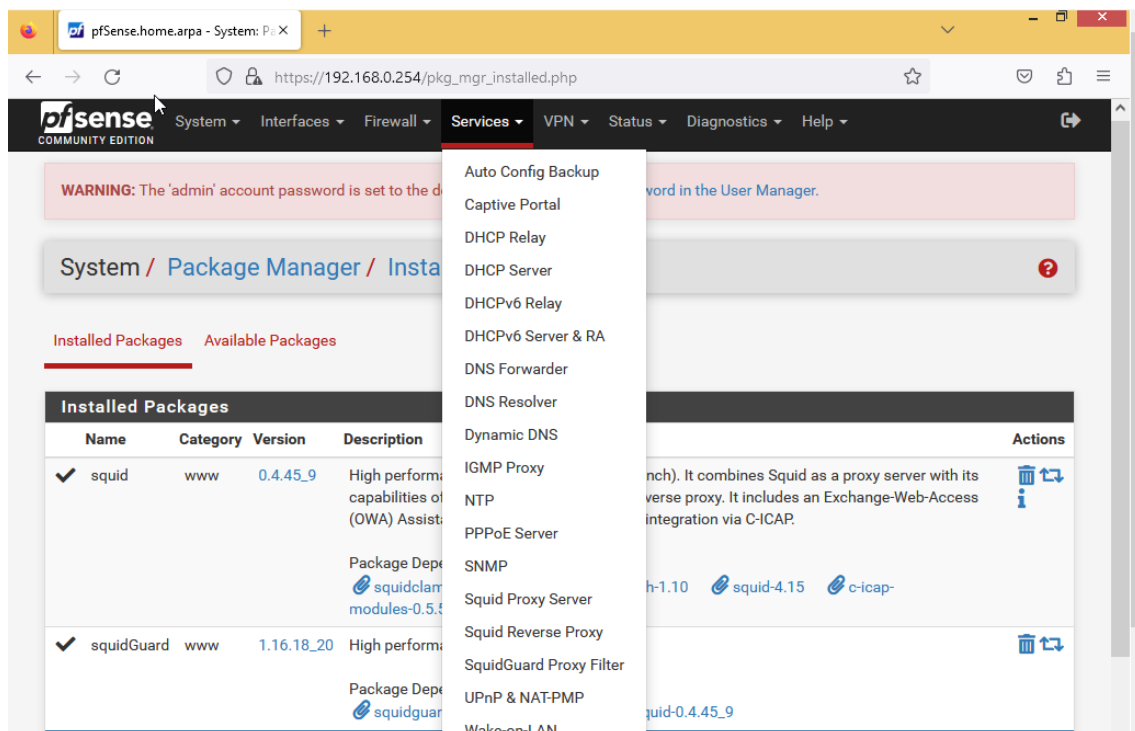 pfSense.home.arpa - System: Pa
https://192.168.0.254/pkg_mgr_installed.php
pfsense
COMMUNITY EDITION
System Interfaces Firewall Services VPN Status Diagnostics Help
WARNING: The 'admin' account password is set to the d word in the User Manager.
System / Package Manager / Insta
Installed Packages Available Packages
Auto Config Backup
Captive Portal
DHCP Relay
DHCP Server
DHCPv6 Relay
DHCPv6 Server & RA
DNS Forwarder
DNS Resolver
Dynamic DNS
IGMP Proxy
NTP
PPPoE Server
SNMP
Squid Proxy Server
Squid Reverse Proxy
SquidGuard Proxy Filter
UPnP & NAT-PMP
Wake-on-LAN
Installed Packages
Name Category Version Description Actions
squid www 0.4.45_9 High performa nch). It combines Squid as a proxy server with its
capabilities of verse proxy. It includes an Exchange-Web-Access
(OWA) Assist integration via C-ICAP.
Package Depe
squidclam h-1.10 squid-4.15 c-icap-
modules-0.5.5
squidGuard www 1.16.18_20 High performa
Package Depe
squidguar quid-0.4.45_9